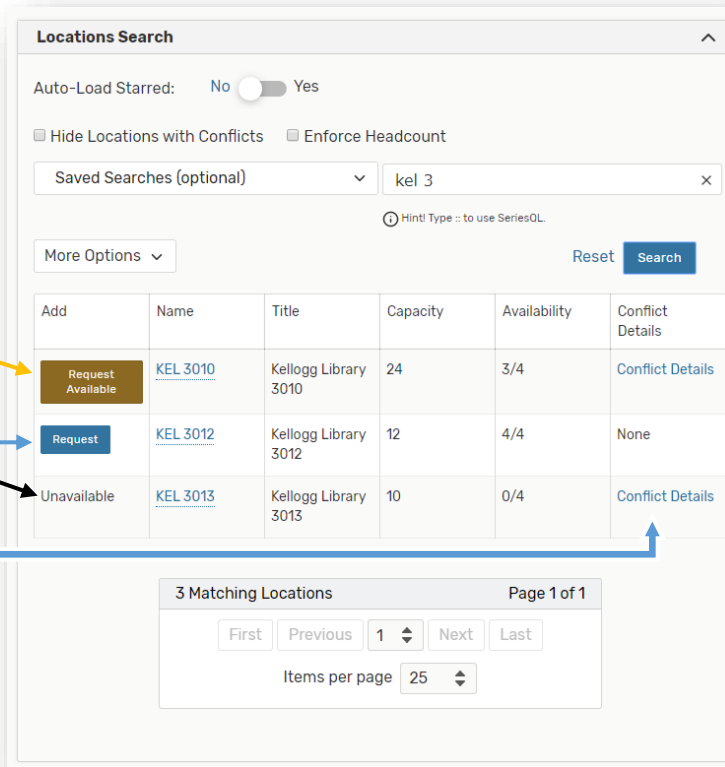 Locations Search
Auto-Load Starred: No Yes
Hide Locations with Conflicts Enforce Headcount
Saved Searches (optional) kel 3
Hint! Type :: to use SeriesQL.
More Options Reset Search
Add Name Title Capacity Availability Conflict
Details
Request
Available KEL 3010 Kellogg Library
3010 24 3/4 Conflict Details
Request KEL 3012 Kellogg Library
3012 12 4/4 None
Unavailable KEL 3013 Kellogg Library
3013 10 0/4 Conflict Details
3 Matching Locations Page 1 of 1
First Previous 1 Next Last
Items per page 25